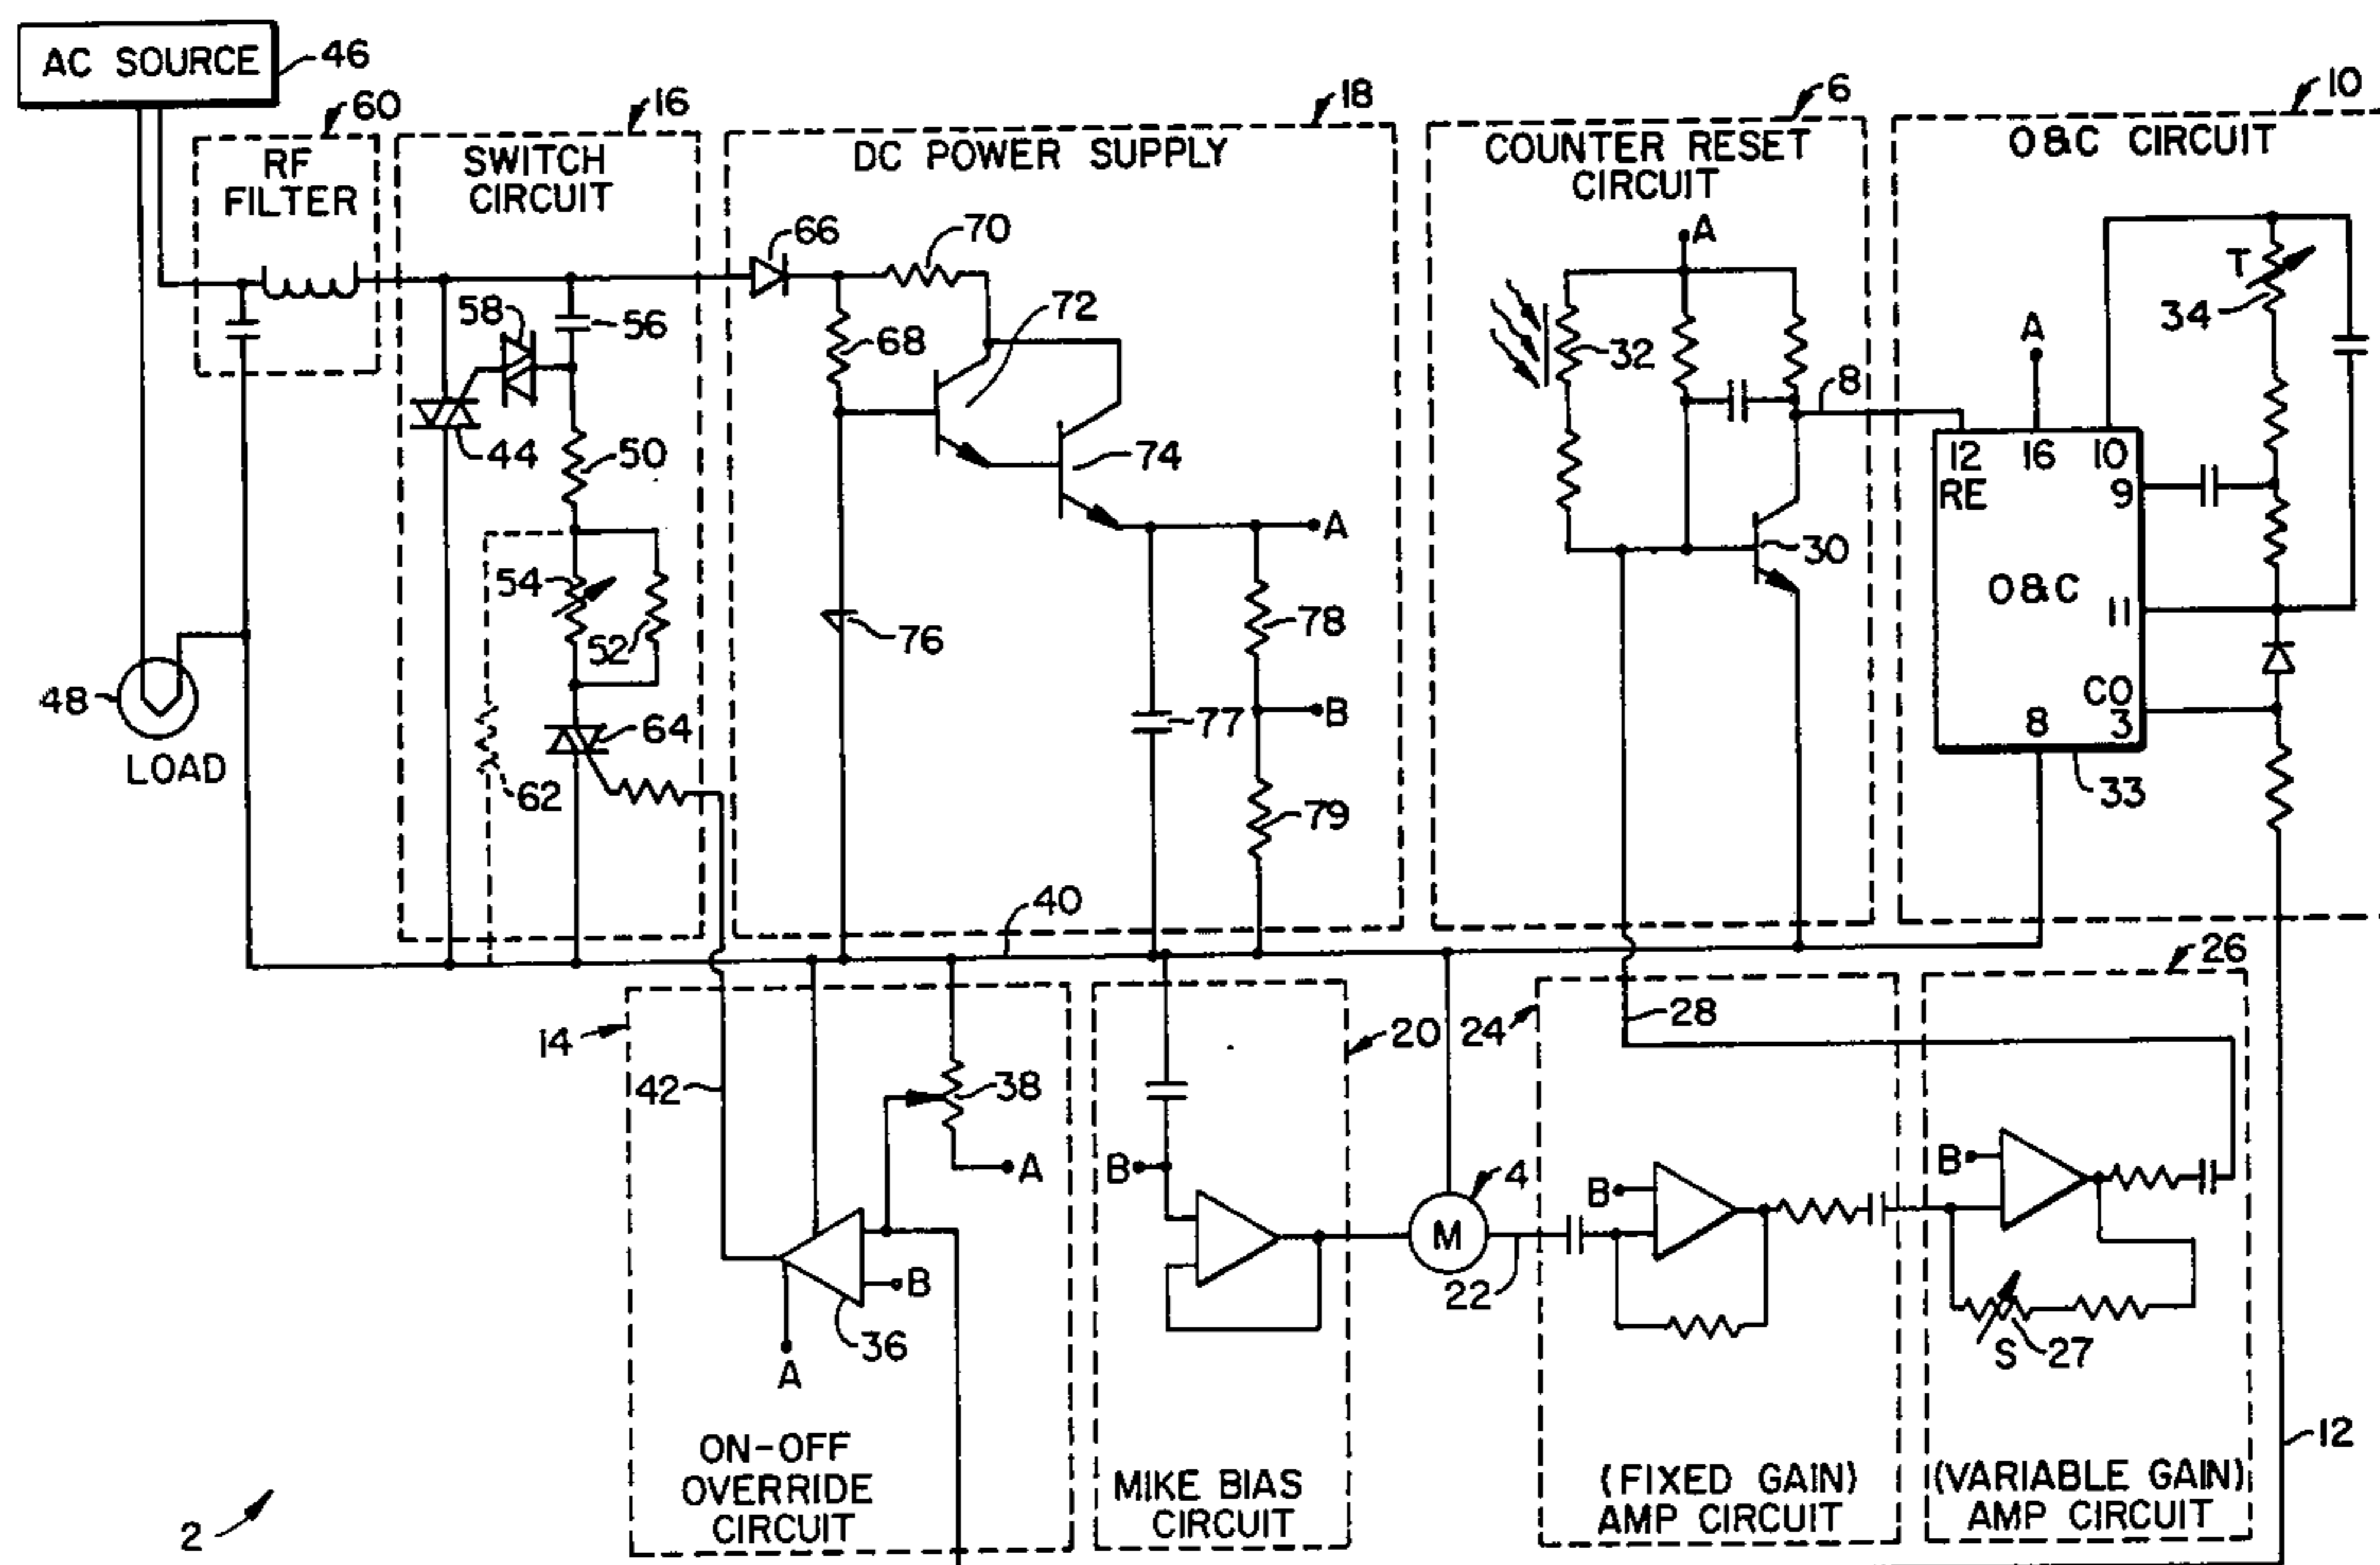 AC SOURCE
46
60
RF
FILTER
16
SWITCH
CIRCUIT
58
56
44
50
54
52
64
62
48
LOAD
18
DC POWER SUPPLY
66
70
68
72
74
76
77
78
79
A
B
40
6
COUNTER RESET
CIRCUIT
A
32
8
30
10
O&C CIRCUIT
T
34
A
12 16 10
RE
9
O&C
11
CO
8 3
33
14
42
38
A
B
36
A
ON-OFF
OVERRIDE
CIRCUIT
20
B
MIKE BIAS
CIRCUIT
4
M
22
24
B
28
(FIXED GAIN)
AMP CIRCUIT
26
B
S 27
(VARIABLE GAIN)
AMP CIRCUIT
12
2